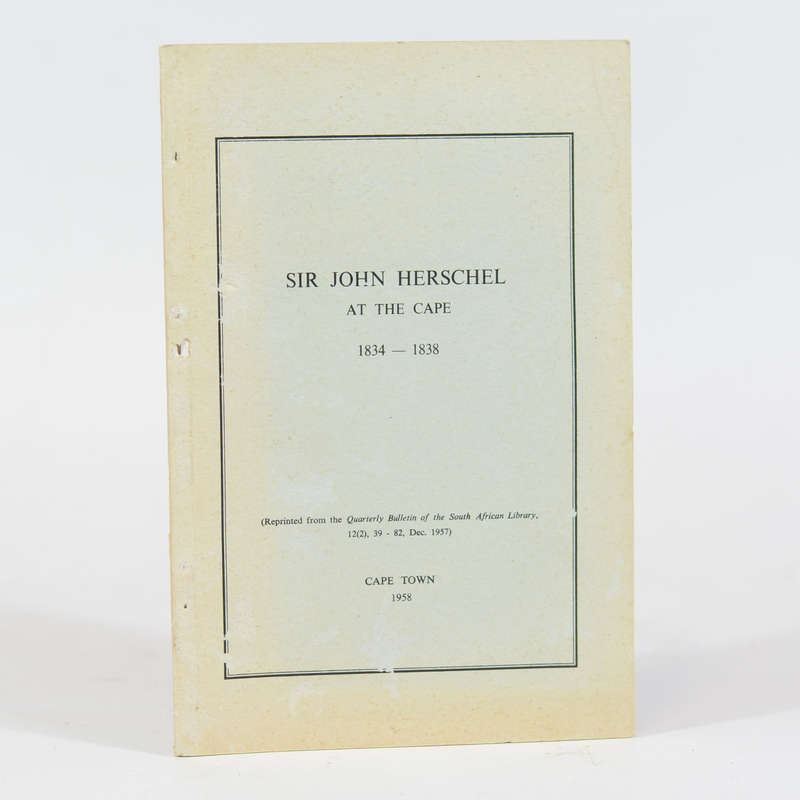 SIR JOHN HERSCHEL
AT THE CAPE
1834 — 1838
(Reprinted from the Quarterly Bulletin of the South African Library,
12(2), 39 - 82, Dec. 1957)
CAPE TOWN
1958